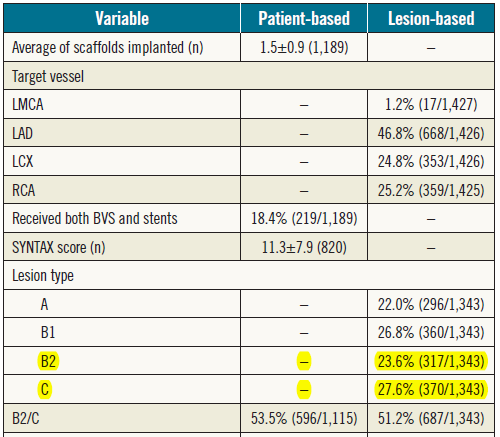 Variable Patient-based Lesion-based
Average of scaffolds implanted (n) 1.5±0.9 (1,189) –
Target vessel
LMCA – 1.2% (17/1,427)
LAD – 46.8% (668/1,426)
LCX – 24.8% (353/1,426)
RCA – 25.2% (359/1,425)
Received both BVS and stents 18.4% (219/1,189) –
SYNTAX score (n) 11.3±7.9 (820) –
Lesion type
A – 22.0% (296/1,343)
B1 – 26.8% (360/1,343)
B2 – 23.6% (317/1,343)
C – 27.6% (370/1,343)
B2/C 53.5% (596/1,115) 51.2% (687/1,343)